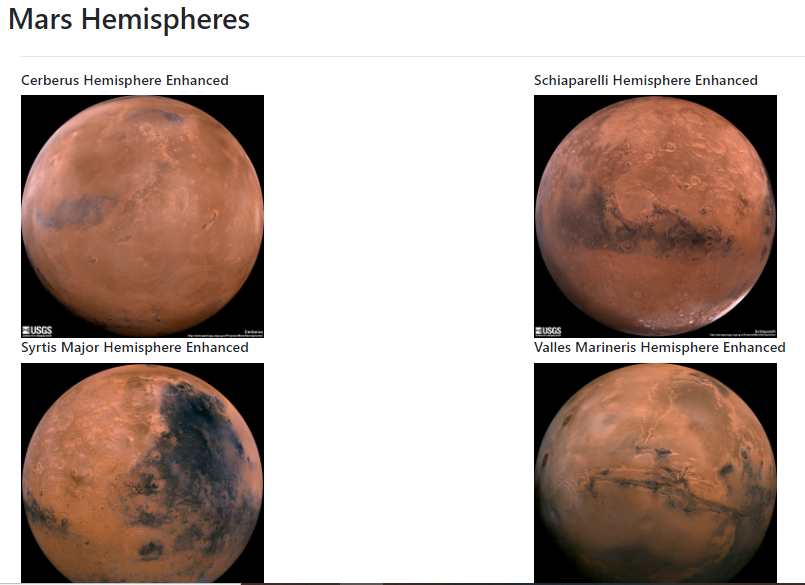 Mars Hemispheres
Cerberus Hemisphere Enhanced
Schiaparelli Hemisphere Enhanced
USGS
Cerberus
USGS
Schiaparelli
Syrtis Major Hemisphere Enhanced
Valles Marineris Hemisphere Enhanced